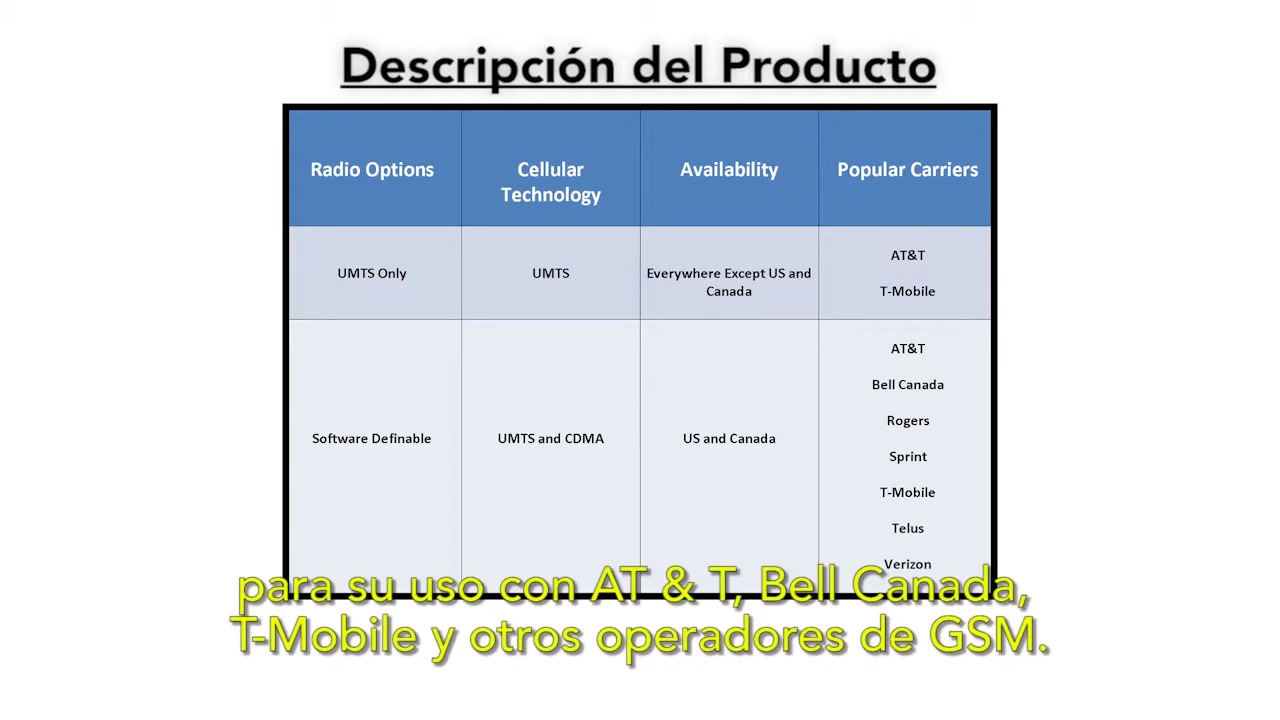 Descripción del Producto
Radio Options
Cellular
Technology
Availability
Popular Carriers
UMTS Only
UMTS
Everywhere Except US and
Canada
AT&T
T-Mobile
Software Definable
UMTS and CDMA
US and Canada
AT&T
Bell Canada
Rogers
Sprint
T-Mobile
Telus
Verizon
para su uso con AT & T, Bell Canada,
T-Mobile y otros operadores de GSM.